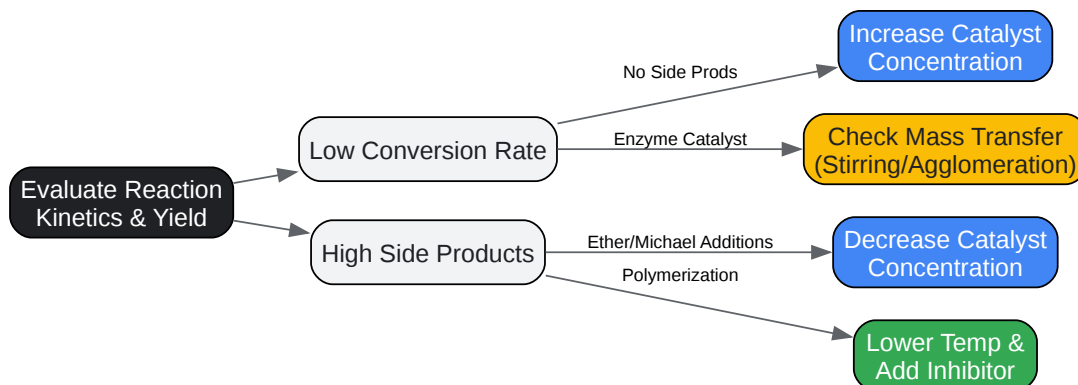 Increase Catalyst
Concentration
No Side Prods
Low Conversion Rate
Enzyme Catalyst
Check Mass Transfer
(Stirring/Agglomeration)
Evaluate Reaction
Kinetics & Yield
High Side Products
Ether/Michael Additions
Decrease Catalyst
Concentration
Polymerization
Lower Temp &
Add Inhibitor